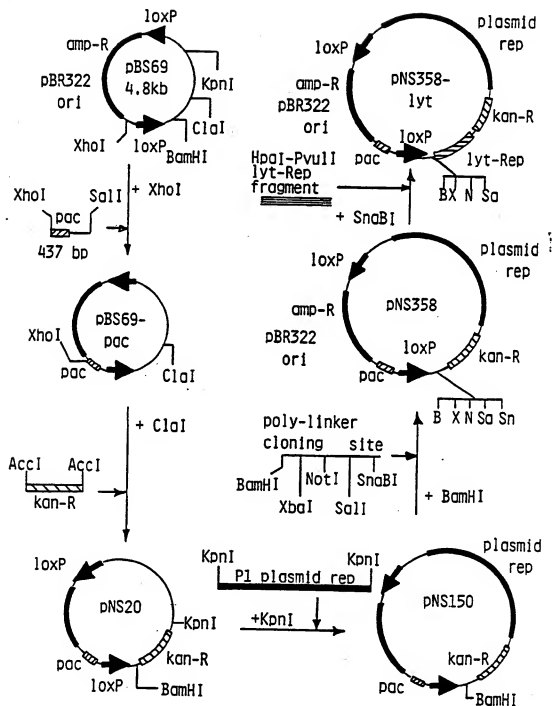 loxP
amp-R
pBR322
ori
pBS69
4.8kb
KpnI
ClaI
XhoI
loxP
BamHI
+ XhoI
XhoI
pac
SalI
437 bp
pBS69-
pac
XhoI
pac
ClaI
+ ClaI
AccI
AccI
kan-R
loxP
pNS20
KpnI
kan-R
pac
loxP
BamHI
KpnI
KpnI
P1 plasmid rep
+KpnI
plasmid
rep
pNS150
kan-R
pac
BamHI
poly-linker
cloning site
BamHI
XbaI
NotI
SalI
SnaBI
+ BamHI
plasmid
rep
loxP
amp-R
pBR322
ori
pNS358
loxP
kan-R
pac
B X N Sa Sn
HpaI-PvuII
lyt-Rep
fragment
+ SnaBI
plasmid
rep
loxP
amp-R
pBR322
ori
pNS358-
lyt
kan-R
loxP
pac
lyt-Rep
BX N Sa